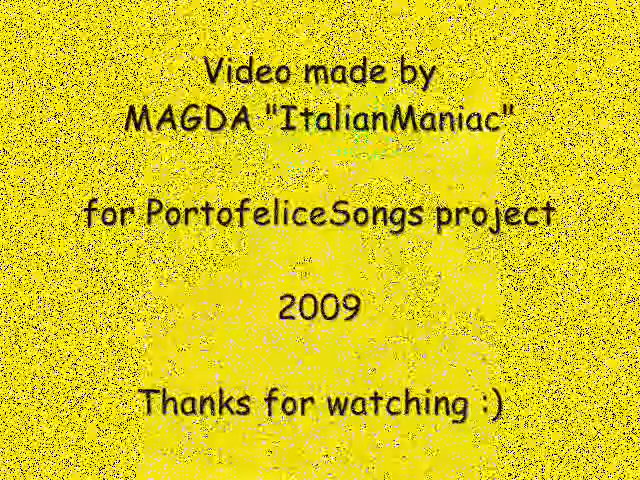 Video made by
MAGDA "ItalianManiac"
for PortofeliceSongs project
2009
Thanks for watching :)